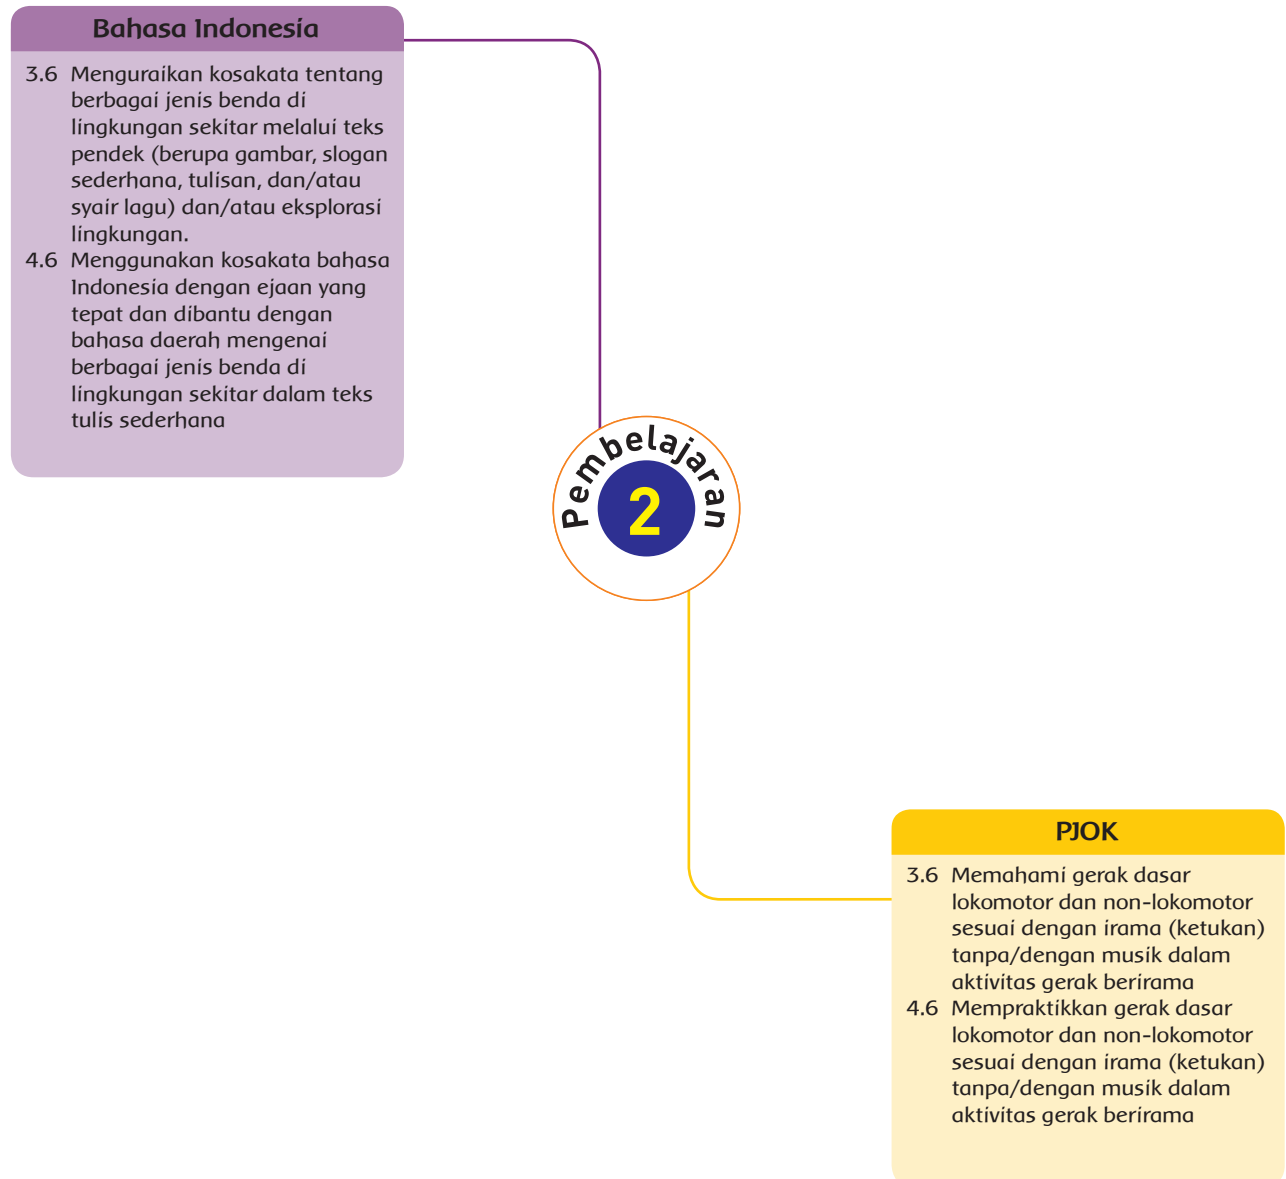 Bahasa Indonesia
3.6 Menguraikan kosakata tentang
berbagai jenis benda di
lingkungan sekitar melalui teks
pendek (berupa gambar, slogan
sederhana, tulisan, dan/atau
syair lagu) dan/atau eksplorasi
lingkungan.
4.6 Menggunakan kosakata bahasa
Indonesia dengan ejaan yang
tepat dan dibantu dengan
bahasa daerah mengenai
berbagai jenis benda di
lingkungan sekitar dalam teks
tulis sederhana
Pembelajaran
2
PJOK
3.6 Memahami gerak dasar
lokomotor dan non-lokomotor
sesuai dengan irama (ketukan)
tanpa/dengan musik dalam
aktivitas gerak berirama
4.6 Mempraktikkan gerak dasar
lokomotor dan non-lokomotor
sesuai dengan irama (ketukan)
tanpa/dengan musik dalam
aktivitas gerak berirama